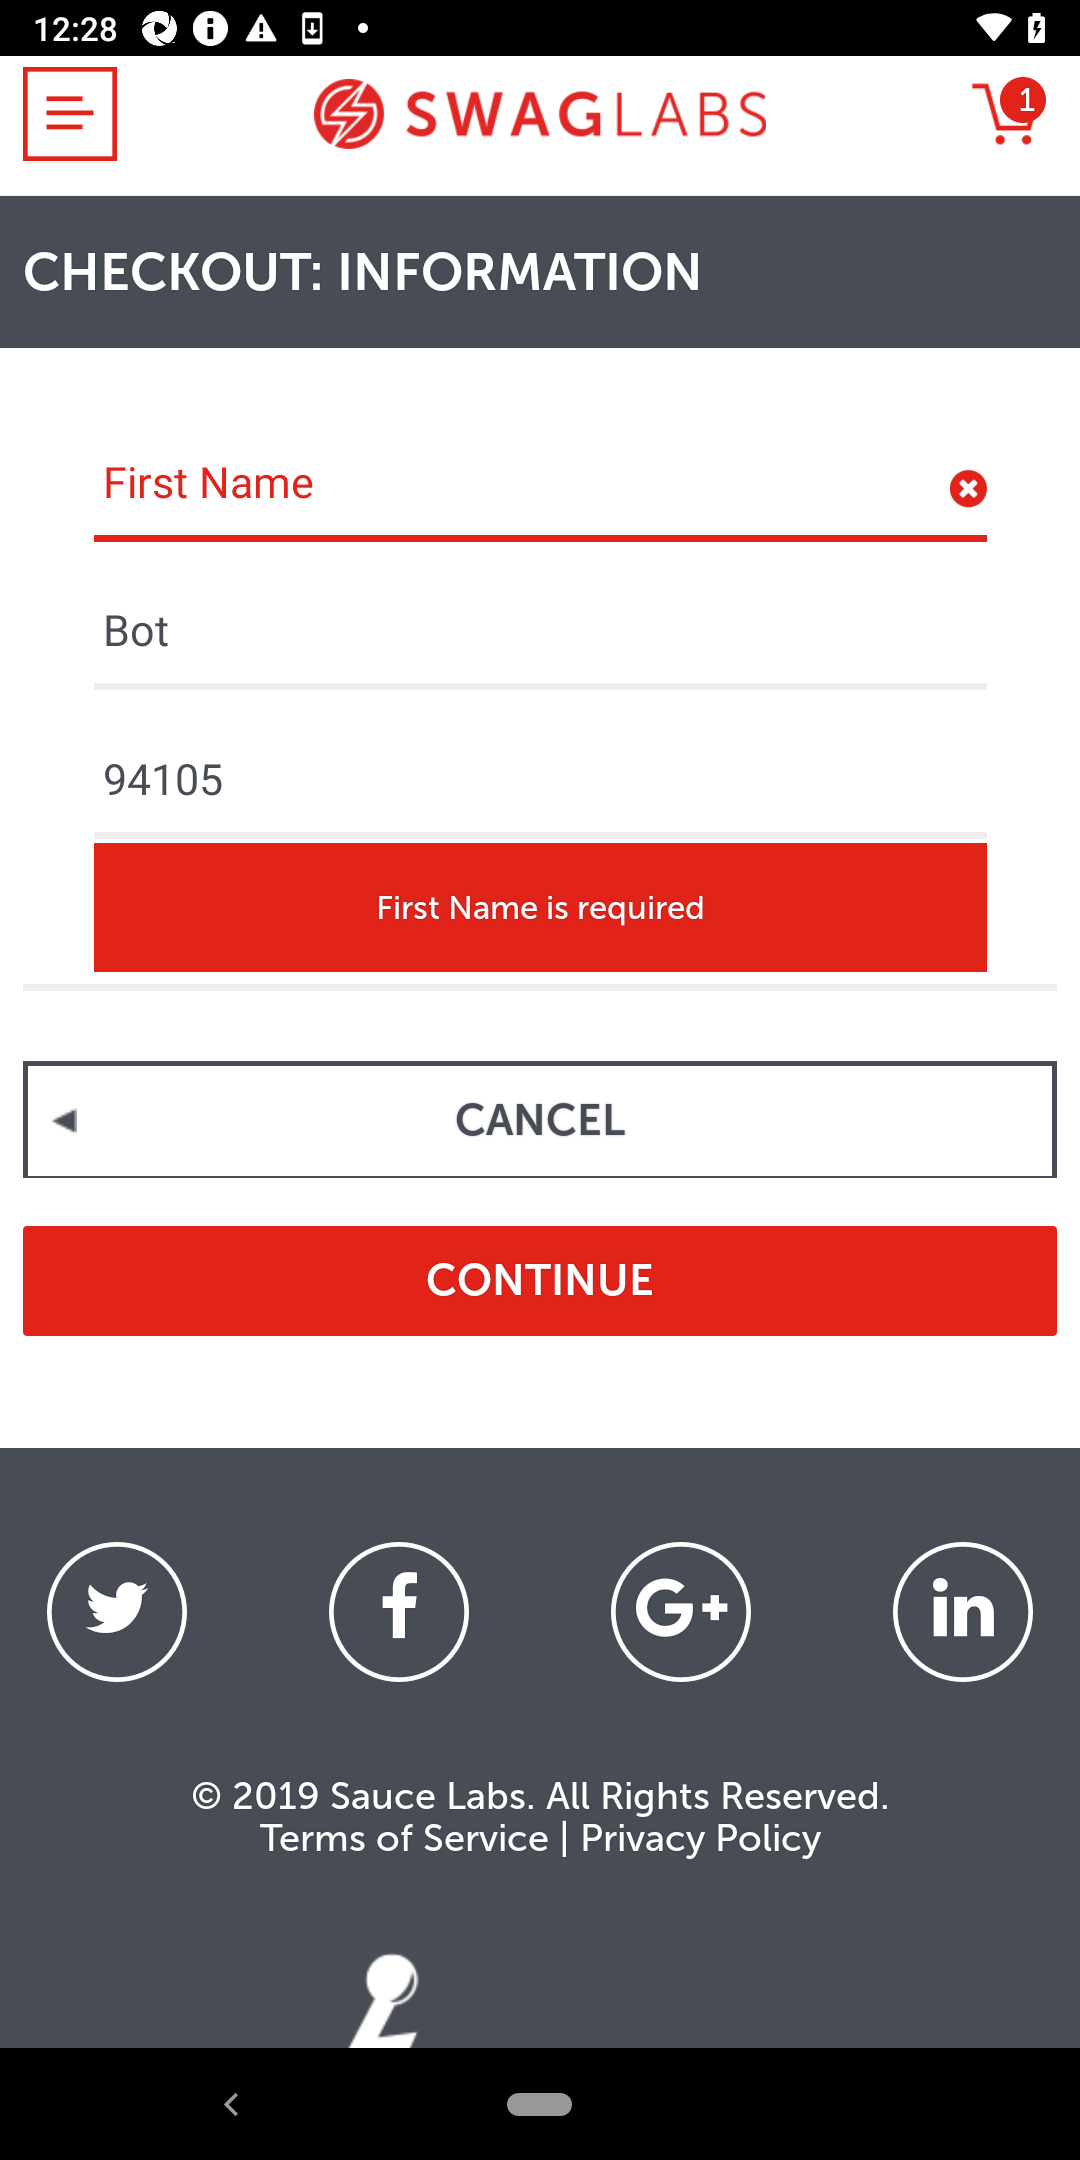 12:28
SWAGLABS
1
CHECKOUT: INFORMATION
First Name
Bot
94105
First Name is required
CANCEL
CONTINUE
© 2019 Sauce Labs. All Rights Reserved.
Terms of Service | Privacy Policy